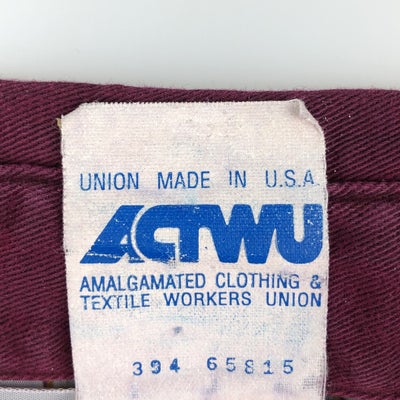 UNION MADE IN U.S.A.
ACTWU
AMALGAMATED CLOTHING &
TEXTILE WORKERS UNION
394 65815